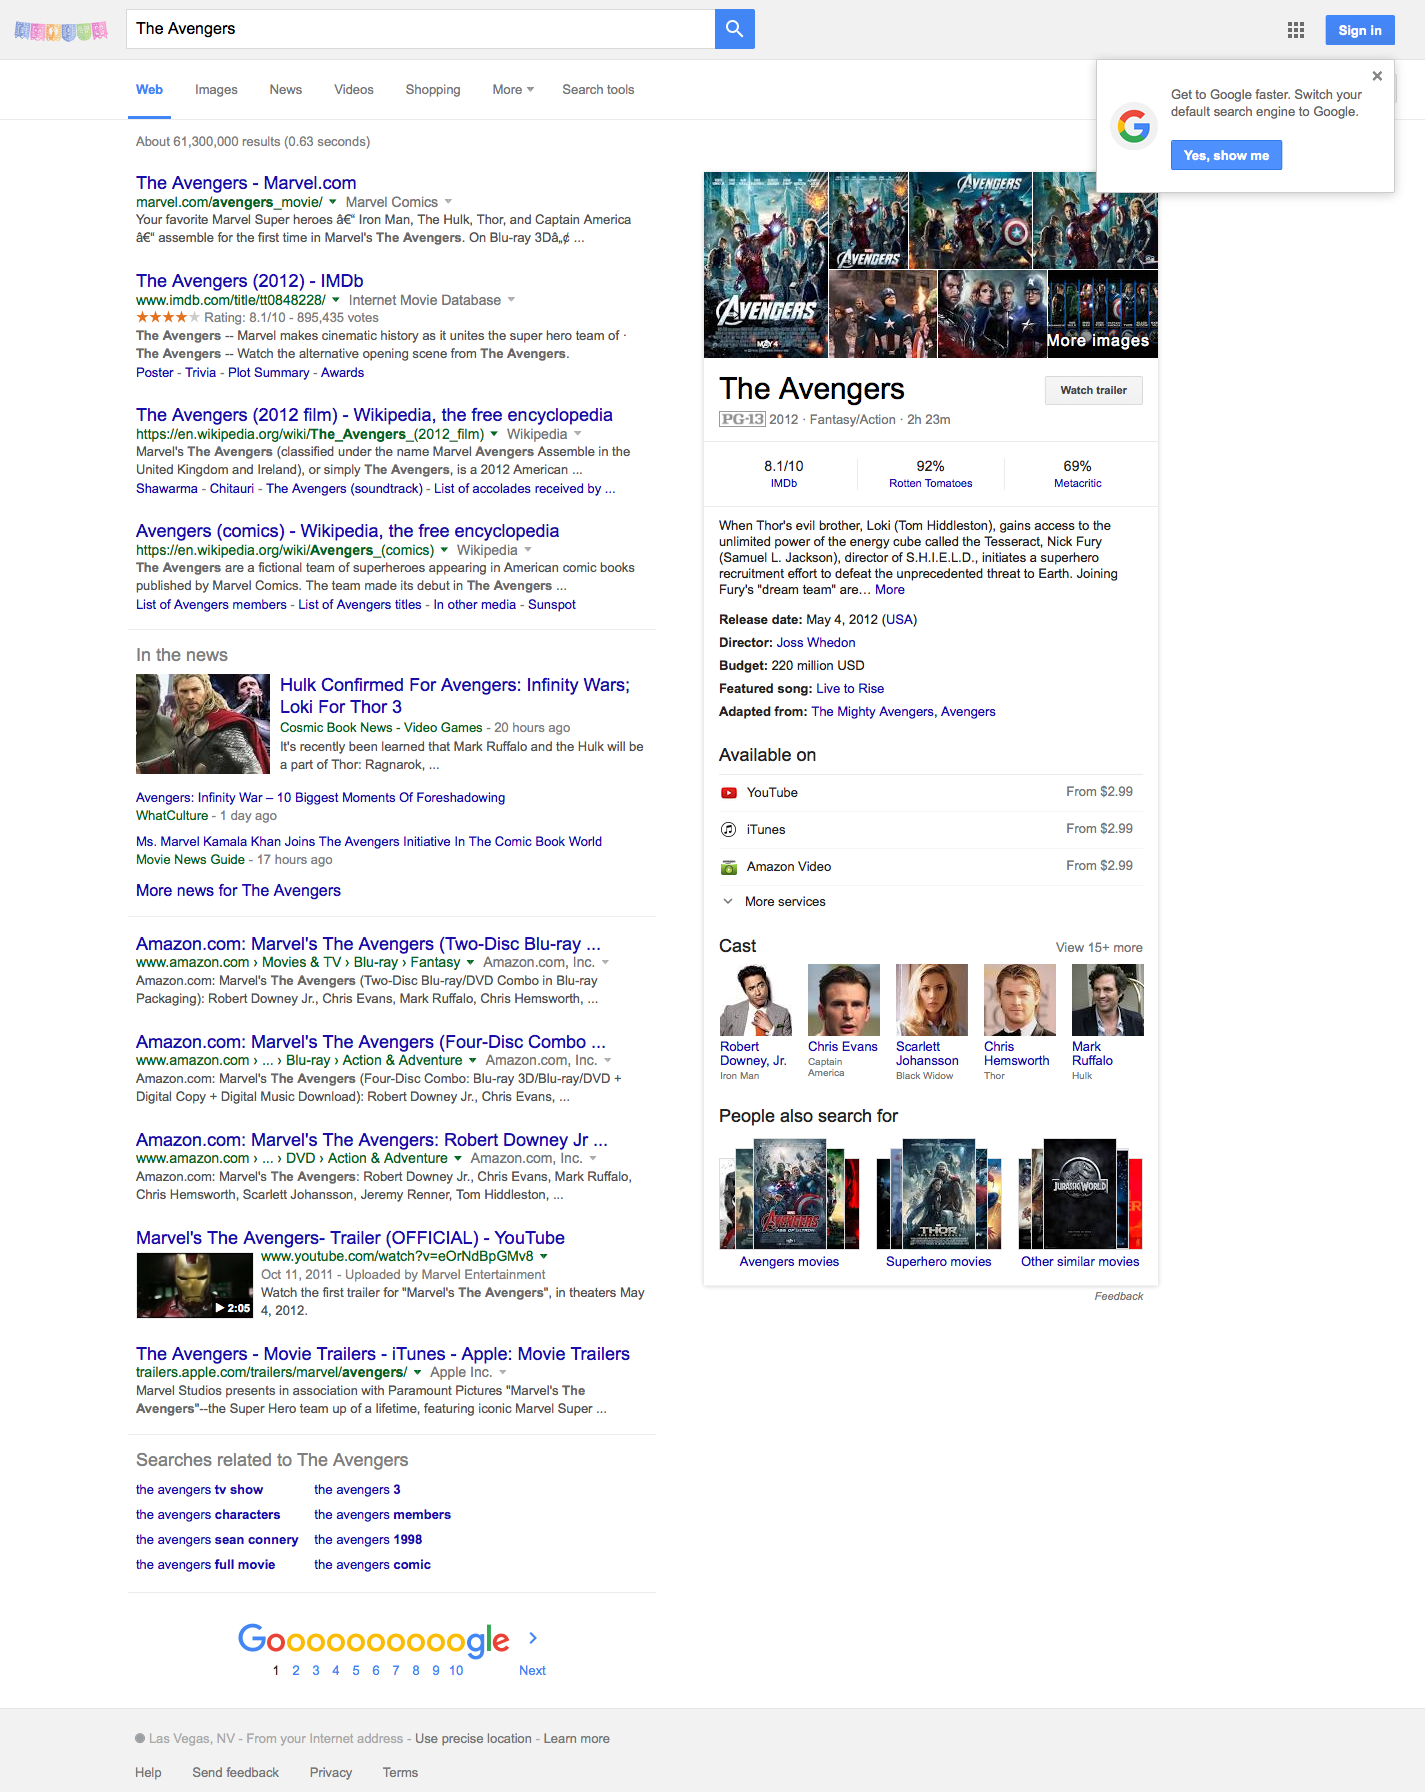 The Avengers
Sign in
Web Images News Videos Shopping More Search tools
Get to Google faster. Switch your
default search engine to Google.
Yes, show me
About 61,300,000 results (0.63 seconds)
The Avengers - Marvel.com
marvel.com/avengers_movie/ Marvel Comics
Your favorite Marvel Super heroes â€“ Iron Man, The Hulk, Thor, and Captain America
â€“ assemble for the first time in Marvel's The Avengers. On Blu-ray 3Dâ„¢ ...
The Avengers (2012) - IMDb
www.imdb.com/title/tt0848228/ Internet Movie Database
Rating: 8.1/10 - 895,435 votes
The Avengers -- Marvel makes cinematic history as it unites the super hero team of ·
The Avengers -- Watch the alternative opening scene from The Avengers.
Poster - Trivia - Plot Summary - Awards
The Avengers (2012 film) - Wikipedia, the free encyclopedia
https://en.wikipedia.org/wiki/The_Avengers_(2012_film) Wikipedia
Marvel's The Avengers (classified under the name Marvel Avengers Assemble in the
United Kingdom and Ireland), or simply The Avengers, is a 2012 American ...
Shawarma - Chitauri - The Avengers (soundtrack) - List of accolades received by ...
Avengers (comics) - Wikipedia, the free encyclopedia
https://en.wikipedia.org/wiki/Avengers_(comics) Wikipedia
The Avengers are a fictional team of superheroes appearing in American comic books
published by Marvel Comics. The team made its debut in The Avengers ...
List of Avengers members - List of Avengers titles - In other media - Sunspot
In the news
Hulk Confirmed For Avengers: Infinity Wars;
Loki For Thor 3
Cosmic Book News - Video Games - 20 hours ago
It's recently been learned that Mark Ruffalo and the Hulk will be
a part of Thor: Ragnarok, ...
Avengers: Infinity War – 10 Biggest Moments Of Foreshadowing
WhatCulture - 1 day ago
Ms. Marvel Kamala Khan Joins The Avengers Initiative In The Comic Book World
Movie News Guide - 17 hours ago
More news for The Avengers
Amazon.com: Marvel's The Avengers (Two-Disc Blu-ray ...
www.amazon.com › Movies & TV › Blu-ray › Fantasy Amazon.com, Inc.
Amazon.com: Marvel's The Avengers (Two-Disc Blu-ray/DVD Combo in Blu-ray
Packaging): Robert Downey Jr., Chris Evans, Mark Ruffalo, Chris Hemsworth, ...
Amazon.com: Marvel's The Avengers (Four-Disc Combo ...
www.amazon.com › ... › Blu-ray › Action & Adventure Amazon.com, Inc.
Amazon.com: Marvel's The Avengers (Four-Disc Combo: Blu-ray 3D/Blu-ray/DVD +
Digital Copy + Digital Music Download): Robert Downey Jr., Chris Evans, ...
Amazon.com: Marvel's The Avengers: Robert Downey Jr ...
www.amazon.com › ... › DVD › Action & Adventure Amazon.com, Inc.
Amazon.com: Marvel's The Avengers: Robert Downey Jr., Chris Evans, Mark Ruffalo,
Chris Hemsworth, Scarlett Johansson, Jeremy Renner, Tom Hiddleston, ...
Marvel's The Avengers- Trailer (OFFICIAL) - YouTube
2:05
www.youtube.com/watch?v=eOrNdBpGMv8
Oct 11, 2011 - Uploaded by Marvel Entertainment
Watch the first trailer for "Marvel's The Avengers", in theaters May
4, 2012.
The Avengers - Movie Trailers - iTunes - Apple: Movie Trailers
trailers.apple.com/trailers/marvel/avengers/ Apple Inc.
Marvel Studios presents in association with Paramount Pictures "Marvel's The
Avengers"--the Super Hero team up of a lifetime, featuring iconic Marvel Super ...
Searches related to The Avengers
the avengers tv show the avengers 3
the avengers characters the avengers members
the avengers sean connery the avengers 1998
the avengers full movie the avengers comic
Goooooooooogle
1 2 3 4 5 6 7 8 9 10 Next
AVENGERS
AVENGERS
AVENGERS
MAY 4
More images
The Avengers
Watch trailer
PG-13 2012 · Fantasy/Action · 2h 23m
8.1/10 92% 69%
IMDb Rotten Tomatoes Metacritic
When Thor's evil brother, Loki (Tom Hiddleston), gains access to the
unlimited power of the energy cube called the Tesseract, Nick Fury
(Samuel L. Jackson), director of S.H.I.E.L.D., initiates a superhero
recruitment effort to defeat the unprecedented threat to Earth. Joining
Fury's "dream team" are... More
Release date: May 4, 2012 (USA)
Director: Joss Whedon
Budget: 220 million USD
Featured song: Live to Rise
Adapted from: The Mighty Avengers, Avengers
Available on
YouTube From $2.99
iTunes From $2.99
Amazon Video From $2.99
More services
Cast View 15+ more
Robert Downey, Jr.
Iron Man
Chris Evans
Captain America
Scarlett Johansson
Black Widow
Chris Hemsworth
Thor
Mark Ruffalo
Hulk
People also search for
AVENGERS
THOR
JURASSIC WORLD
Avengers movies Superhero movies Other similar movies
Feedback
Las Vegas, NV - From your Internet address - Use precise location - Learn more
Help Send feedback Privacy Terms